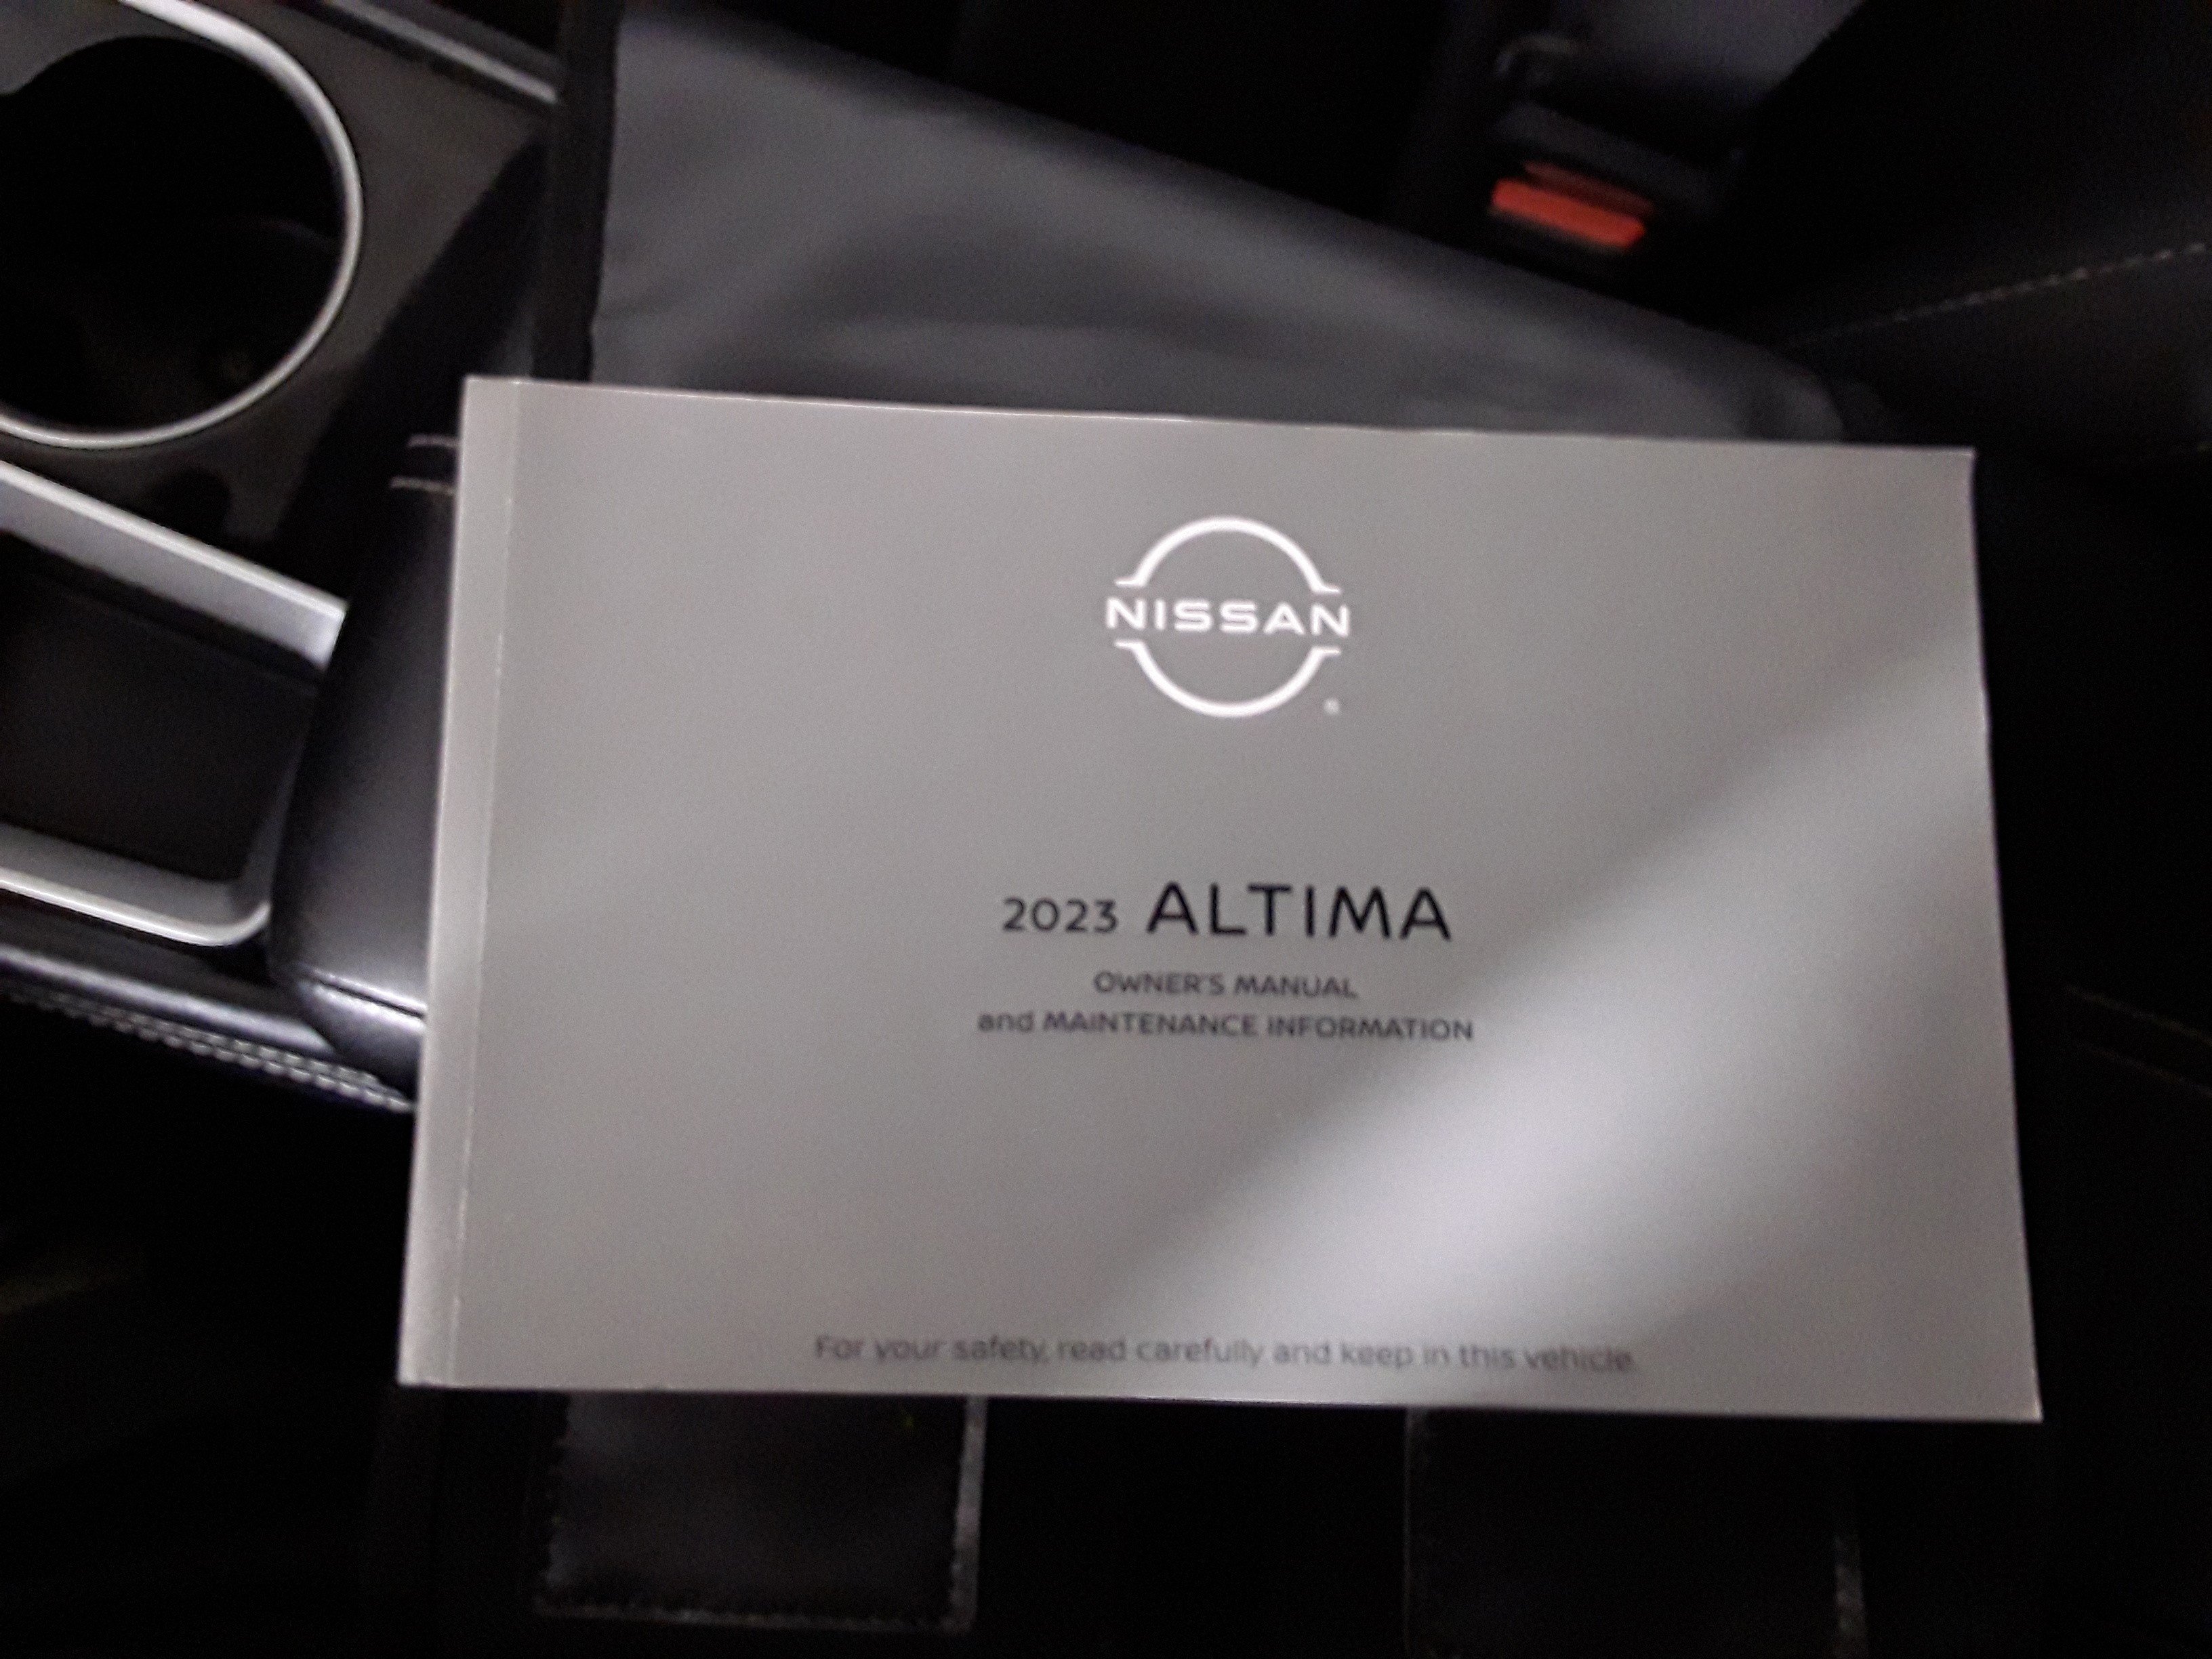 NISSAN
®
2023 ALTIMA
OWNER'S MANUAL
and MAINTENANCE INFORMATION
For your safety, read carefully and keep in this vehicle.